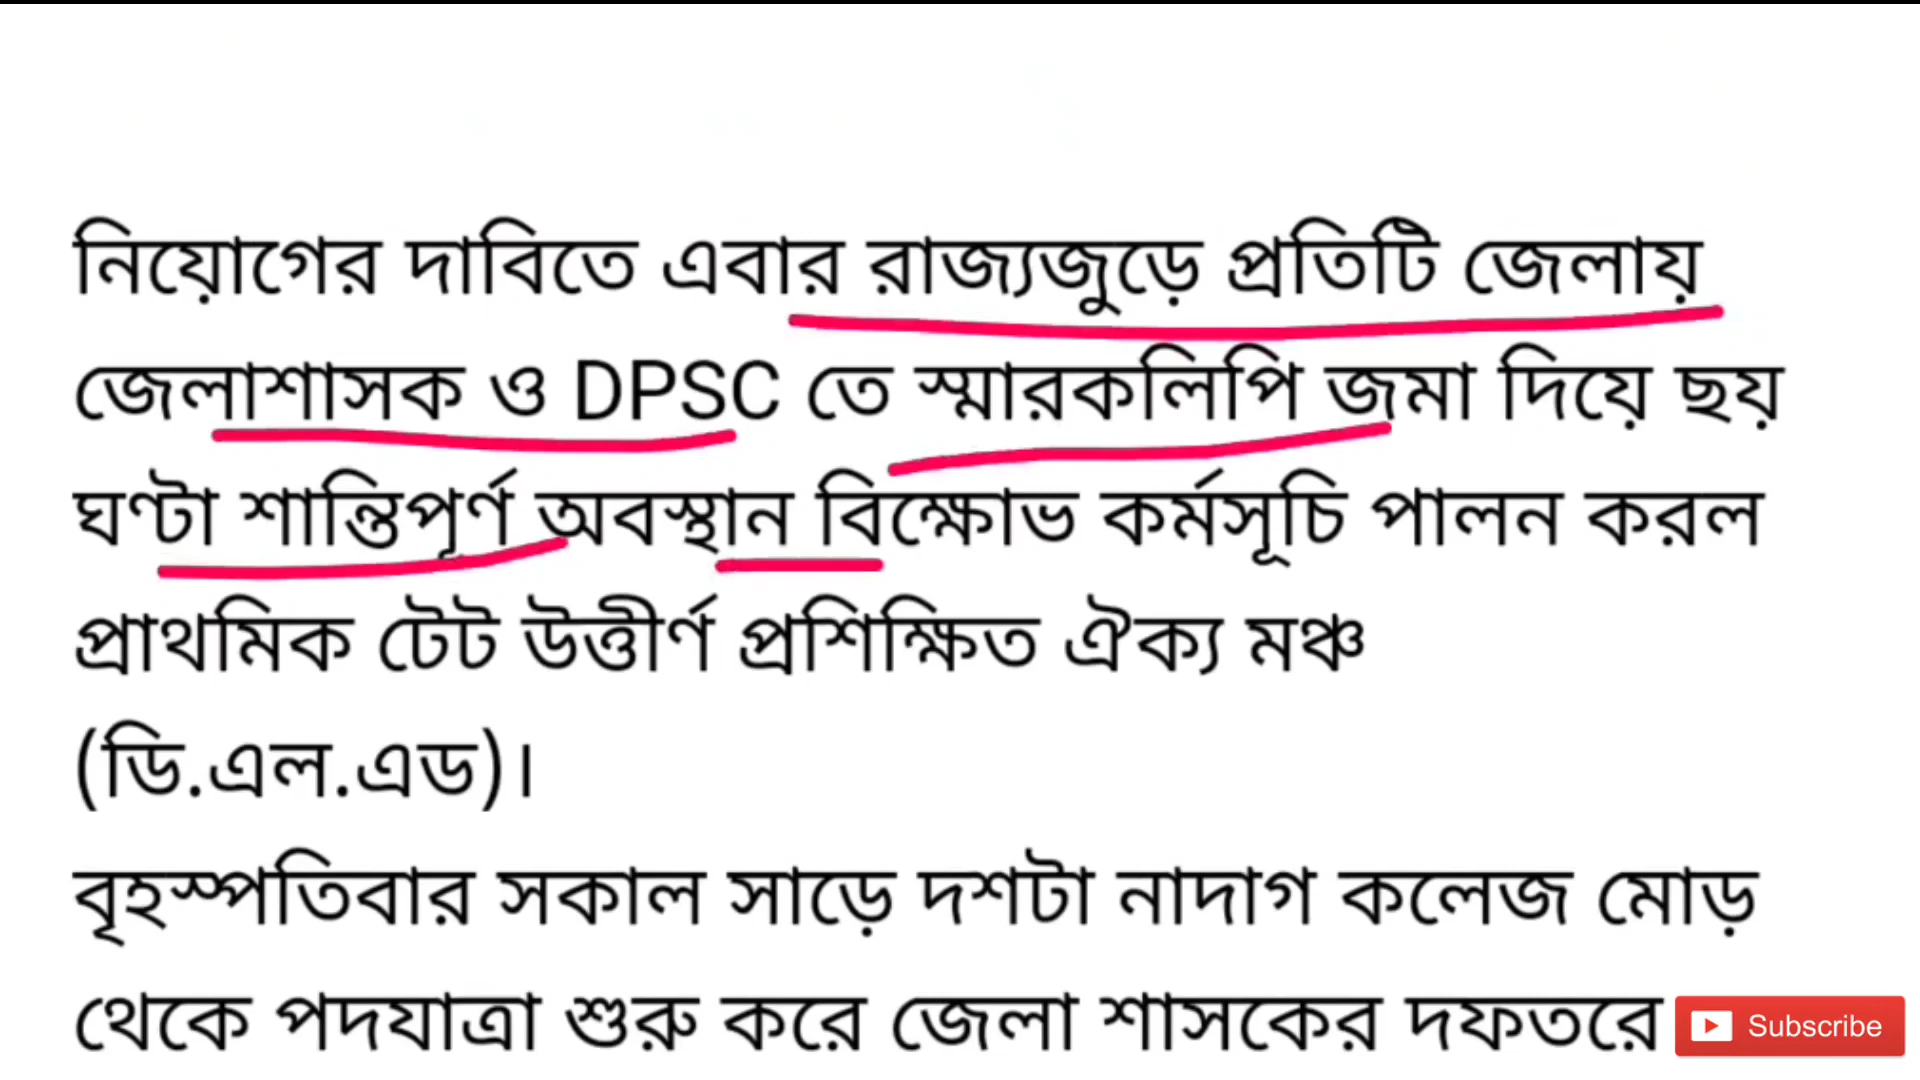 নিয়োগের দাবিতে এবার রাজ্যজুড়ে প্রতিটি জেলায়
জেলাশাসক ও DPSC তে স্মারকলিপি জমা দিয়ে ছয়
ঘণ্টা শান্তিপূর্ণ অবস্থান বিক্ষোভ কর্মসূচি পালন করল
প্রাথমিক টেট উত্তীর্ণ প্রশিক্ষিত ঐক্য মঞ্চ
(ডি.এল.এড)।
বৃহস্পতিবার সকাল সাড়ে দশটা নাদাগ কলেজ মোড়
থেকে পদযাত্রা শুরু করে জেলা শাসকের দফতরে
Subscribe